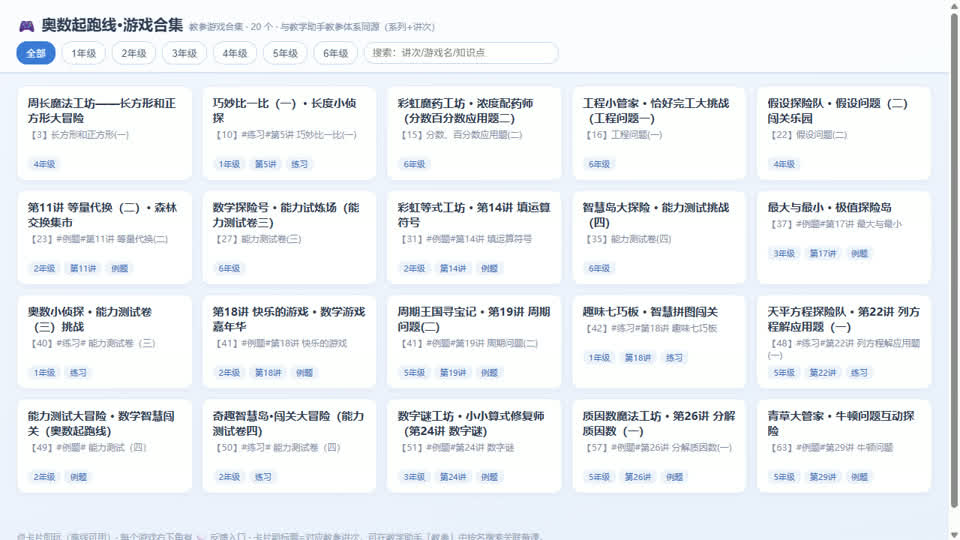 奥数起跑线·游戏合集 教参游戏合集 · 20 个 · 与教学助手教参体系同源（系列+讲次）
全部 1年级 2年级 3年级 4年级 5年级 6年级 搜索：讲次/游戏名/知识点
周长魔法工坊——长方形和正
方形大冒险
【3】长方形和正方形(一)
4年级
巧妙比一比（一）· 长度小侦
探
【10】#练习#第5讲 巧妙比一比(一)
1年级 第5讲 练习
彩虹魔药工坊 · 浓度配药师
（分数百分数应用题二）
【15】分数、百分数应用题(二)
6年级
工程小管家 · 恰好完工大挑战
（工程问题一）
【16】工程问题(一)
6年级
假设探险队 · 假设问题（二）
闯关乐园
【22】假设问题(二)
4年级
第11讲 等量代换（二）· 森林
交换集市
【23】#例题#第11讲 等量代换(二)
2年级 第11讲 例题
数学探险号 · 能力试炼场（能
力测试卷三）
【27】能力测试卷(三)
6年级
彩虹等式工坊 · 第14讲 填运算
符号
【31】#例题#第14讲 填运算符号
2年级 第14讲 例题
智慧岛大探险 · 能力测试挑战
（四）
【35】能力测试卷(四)
6年级
最大与最小 · 极值探险岛
【37】#例题#第17讲 最大与最小
3年级 第17讲 例题
奥数小侦探 · 能力测试卷
（三）挑战
【40】#练习# 能力测试卷（三）
1年级 练习
第18讲 快乐的游戏 · 数学游戏
嘉年华
【41】#例题#第18讲 快乐的游戏
2年级 第18讲 例题
周期王国寻宝记 · 第19讲 周期
问题(二)
【41】#例题#第19讲 周期问题(二)
5年级 第19讲 例题
趣味七巧板 · 智慧拼图闯关
【42】#练习#第18讲 趣味七巧板
1年级 第18讲 练习
天平方程探险队 · 第22讲 列方
程解应用题（一）
【48】#练习#第22讲 列方程解应用题
(一)
5年级 第22讲 练习
能力测试大冒险 · 数学智慧闯
关（奥数起跑线）
【49】#例题# 能力测试（四）
2年级 例题
奇趣智慧岛·闯关大冒险（能力
测试卷四）
【50】#练习# 能力测试卷（四）
2年级 练习
数字谜工坊 · 小小算式修复师
（第24讲 数字谜）
【51】#例题#第24讲 数字谜
3年级 第24讲 例题
质因数魔法工坊 · 第26讲 分解
质因数（一）
【57】#例题#第26讲 分解质因数(一)
5年级 第26讲 例题
青草大管家 · 牛顿问题互动探
险
【63】#例题#第29讲 牛顿问题
5年级 第29讲 例题